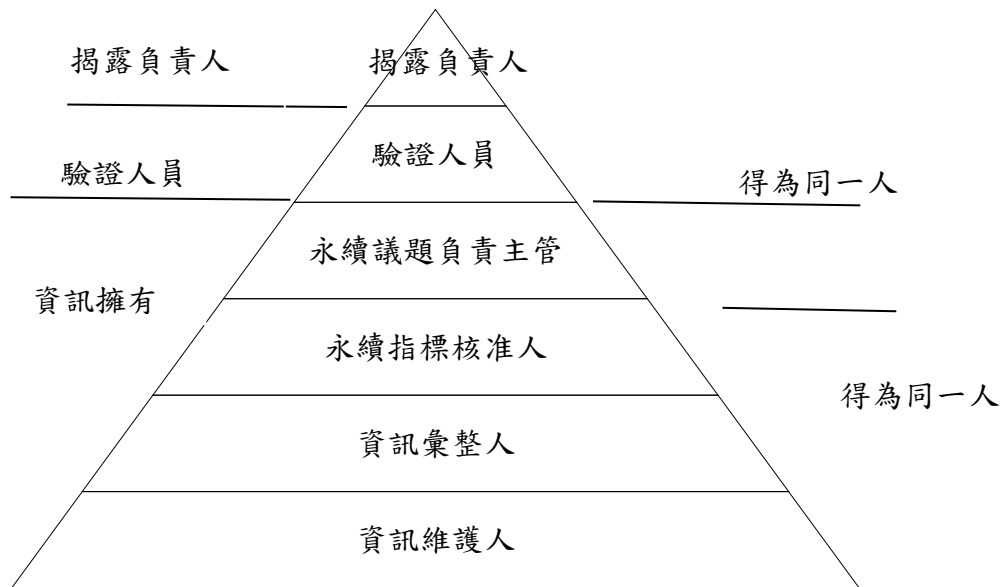 揭露負責人
揭露負責人
驗證人員
驗證人員
得為同一人
永續議題負責主管
資訊擁有
永續指標核准人
得為同一人
資訊彙整人
資訊維護人